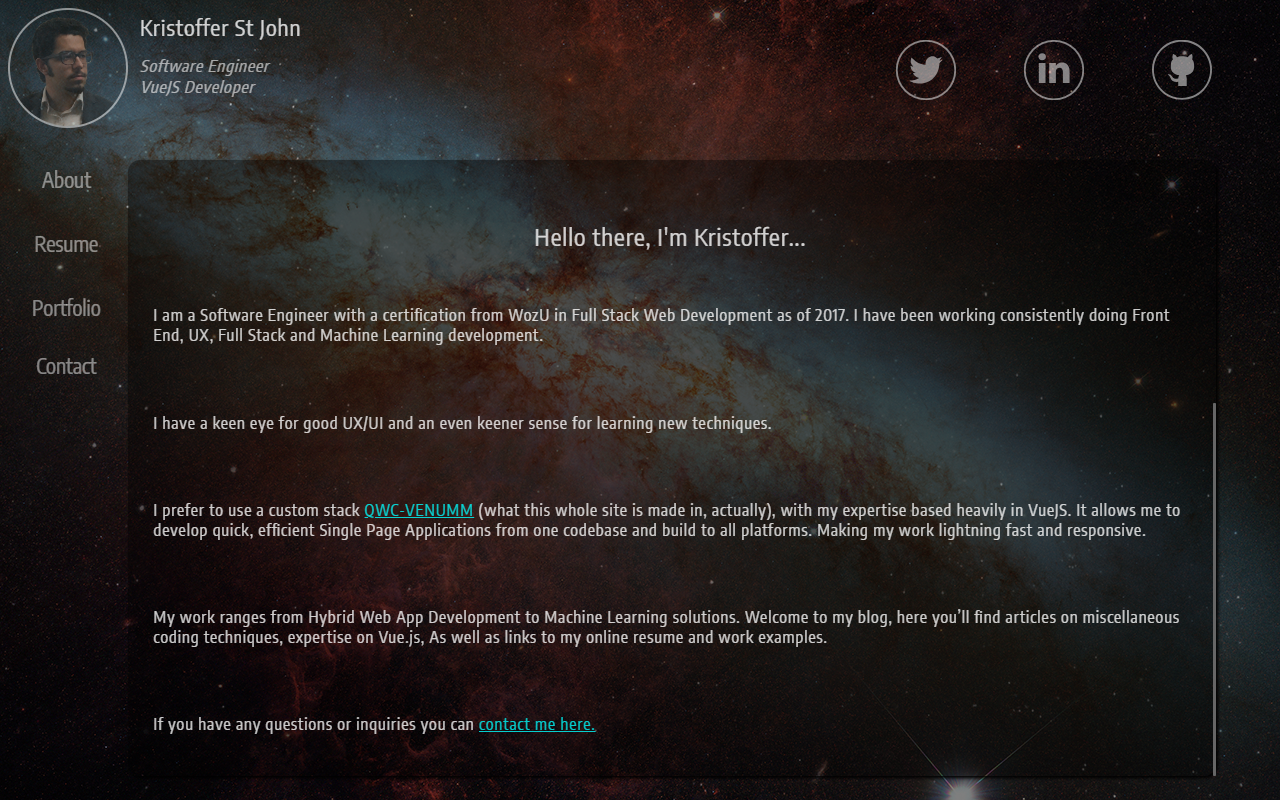 Kristoffer St John
Software Engineer
VueJS Developer
About
Resume
Portfolio
Contact
Hello there, I'm Kristoffer...
I am a Software Engineer with a certification from WozU in Full Stack Web Development as of 2017. I have been working consistently doing Front
End, UX, Full Stack and Machine Learning development.
I have a keen eye for good UX/UI and an even keener sense for learning new techniques.
I prefer to use a custom stack QWC-VENUMM (what this whole site is made in, actually), with my expertise based heavily in VueJS. It allows me to
develop quick, efficient Single Page Applications from one codebase and build to all platforms. Making my work lightning fast and responsive.
My work ranges from Hybrid Web App Development to Machine Learning solutions. Welcome to my blog, here you’ll find articles on miscellaneous
coding techniques, expertise on Vue.js, As well as links to my online resume and work examples.
If you have any questions or inquiries you can contact me here.